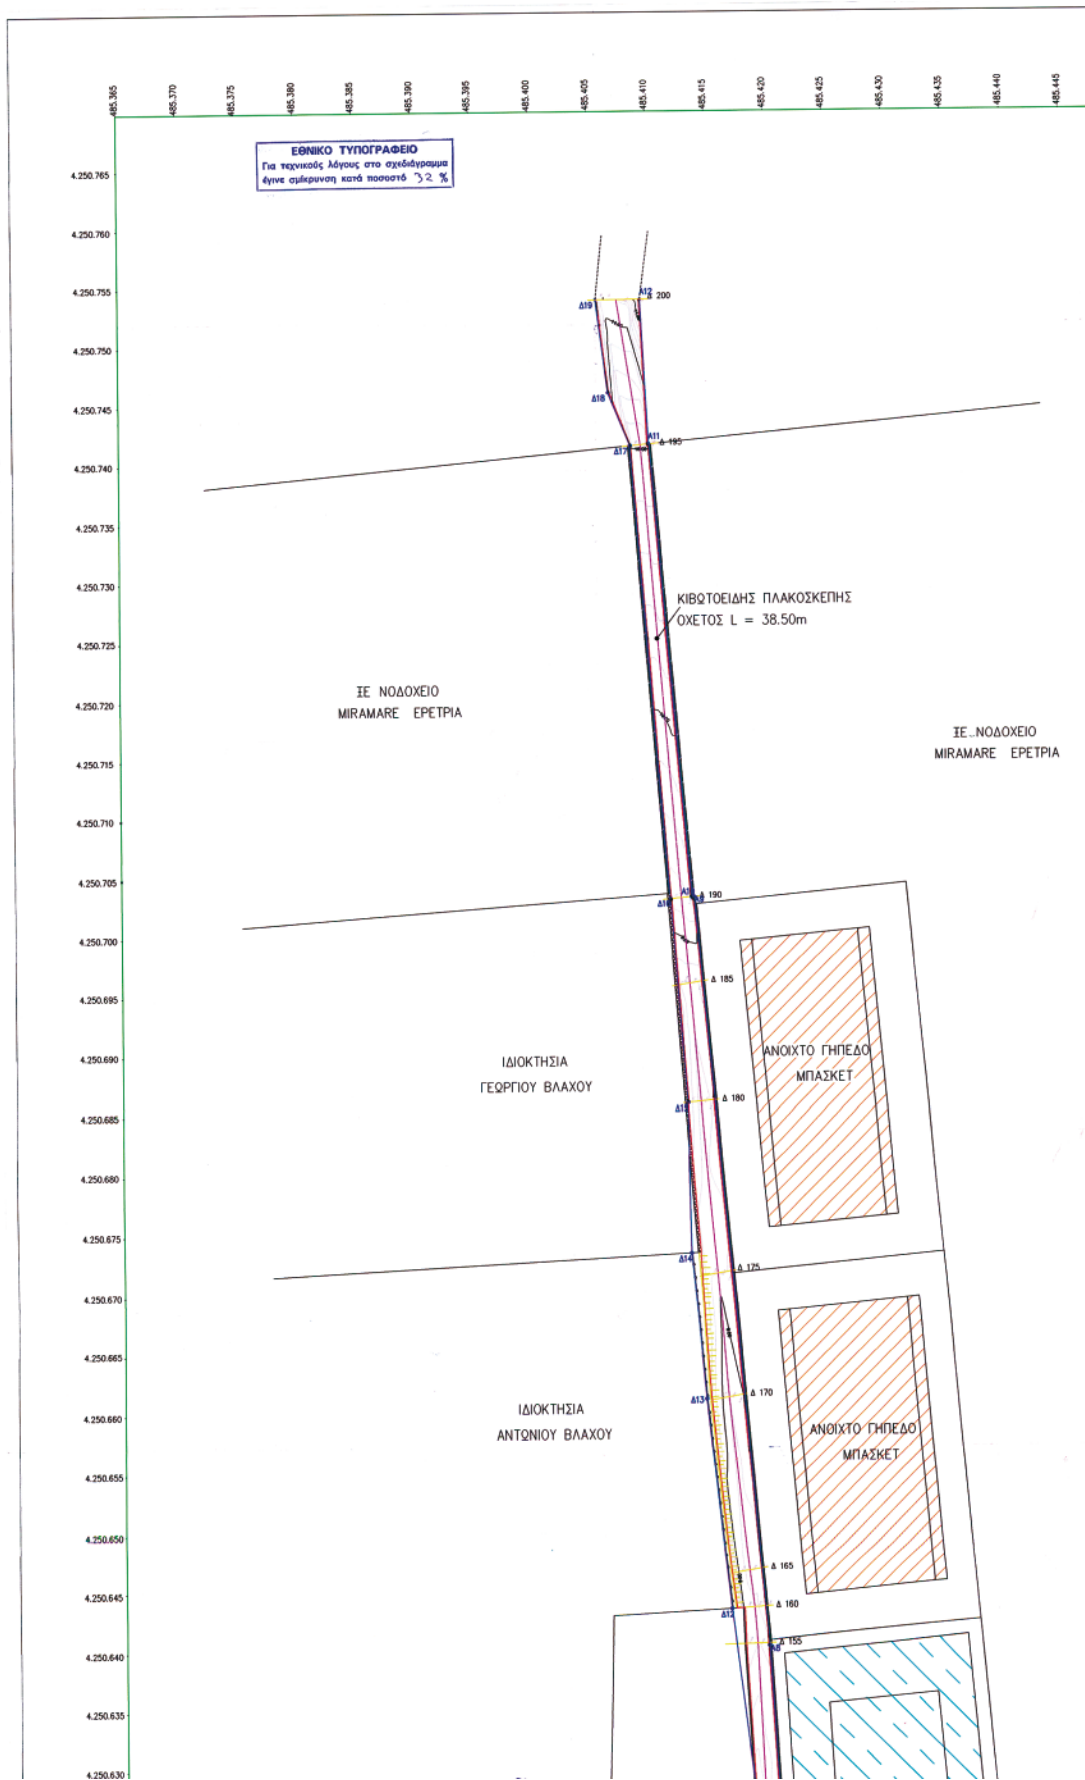 485.365
485.370
485.375
485.380
485.385
485.390
485.395
485.400
485.405
485.410
485.415
485.420
485.425
485.430
485.435
485.440
485.445
ΕΘΝΙΚΟ ΤΥΠΟΓΡΑΦΕΙΟ
Για τεχνικούς λόγους στο σχεδιάγραμμα
έγινε σμίκρυνση κατά ποσοστό 32 %
4.250.765
4.250.760
4.250.755
Δ19
Α12
Δ 200
4.250.750
Δ18
4.250.745
Α11
Δ17
Δ 195
4.250.740
4.250.735
4.250.730
ΚΙΒΩΤΟΕΙΔΗΣ ΠΛΑΚΟΣΚΕΠΗΣ
ΟΧΕΤΟΣ L = 38.50m
4.250.725
4.250.720
ΞΕ ΝΟΔΟΧΕΙΟ
MIRAMARE ΕΡΕΤΡΙΑ
ΞΕ ΝΟΔΟΧΕΙΟ
MIRAMARE ΕΡΕΤΡΙΑ
4.250.715
4.250.710
4.250.705
Δ 190
Δ16
4.250.700
4.250.695
Δ 185
4.250.690
ΙΔΙΟΚΤΗΣΙΑ
ΓΕΩΡΓΙΟΥ ΒΛΑΧΟΥ
ΑΝΟΙΧΤΟ ΓΗΠΕΔΟ
ΜΠΑΣΚΕΤ
4.250.685
Δ15
Δ 180
4.250.680
4.250.675
Δ14
Δ 175
4.250.670
4.250.665
4.250.660
Δ13
Δ 170
ΙΔΙΟΚΤΗΣΙΑ
ΑΝΤΩΝΙΟΥ ΒΛΑΧΟΥ
ΑΝΟΙΧΤΟ ΓΗΠΕΔΟ
ΜΠΑΣΚΕΤ
4.250.655
4.250.650
Δ 165
4.250.645
Δ12
Δ 160
4.250.640
Δ 155
Α8
4.250.635
4.250.630